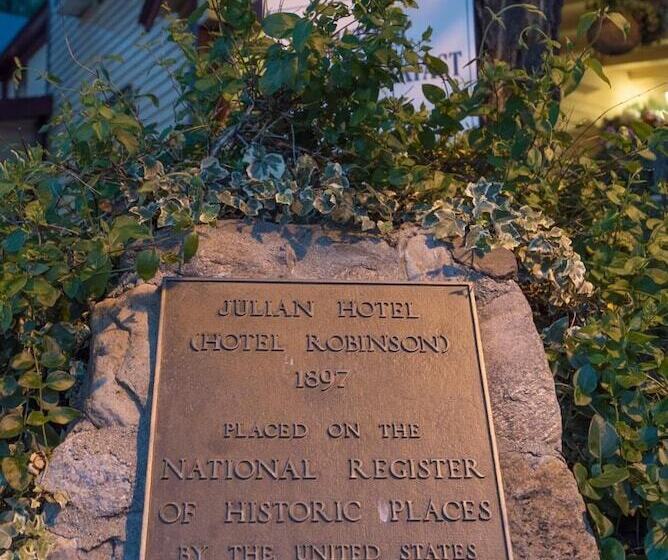 JULIAN HOTEL
(HOTEL ROBINSON)
1897
PLACED ON THE
NATIONAL REGISTER
OF HISTORIC PLACES
BY THE UNITED STATES